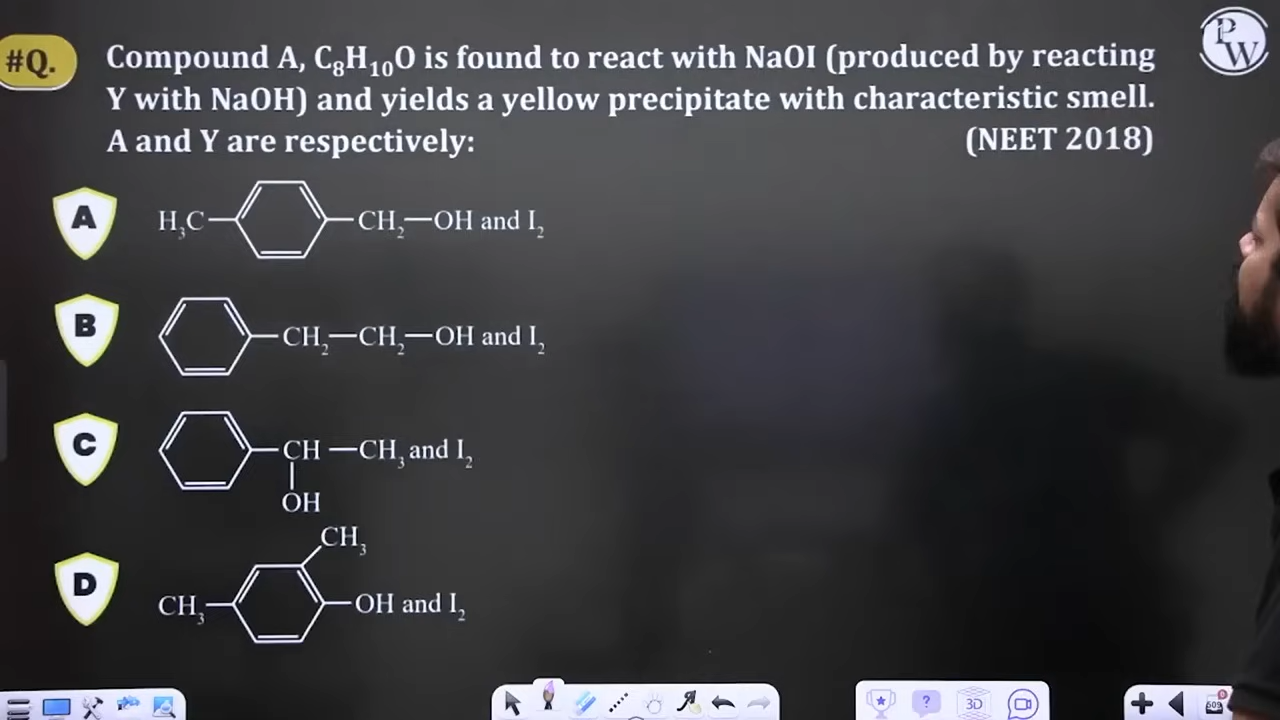 #Q. Compound A, C₈H₁₀O is found to react with NaOI (produced by reacting
Y with NaOH) and yields a yellow precipitate with characteristic smell.
A and Y are respectively: (NEET 2018)
PW
A H₃C CH₂—OH and I₂
B CH₂—CH₂—OH and I₂
C CH—CH₃ and I₂
OH
CH₃
D CH₃ OH and I₂
3D